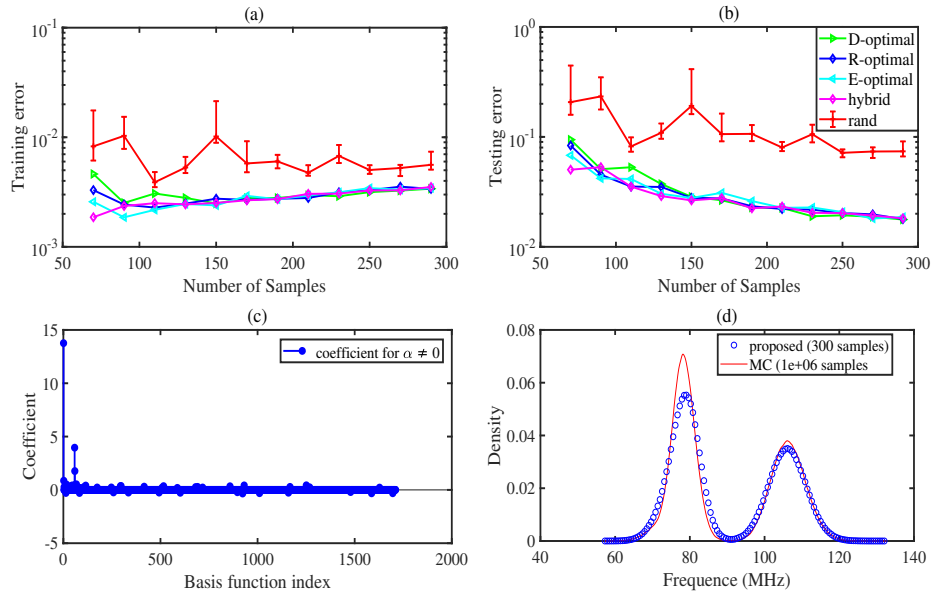 (a)
10^-1
10^-2
10^-3
Training error
50 100 150 200 250 300
Number of Samples
(b)
10^0
10^-1
10^-2
Testing error
D-optimal
R-optimal
E-optimal
hybrid
rand
50 100 150 200 250 300
Number of Samples
(c)
15
10
5
0
-5
Coefficient
coefficient for α ≠ 0
0 500 1000 1500 2000
Basis function index
(d)
0.08
0.06
0.04
0.02
0
Density
proposed (300 samples)
MC (1e+06 samples
40 60 80 100 120 140
Frequence (MHz)